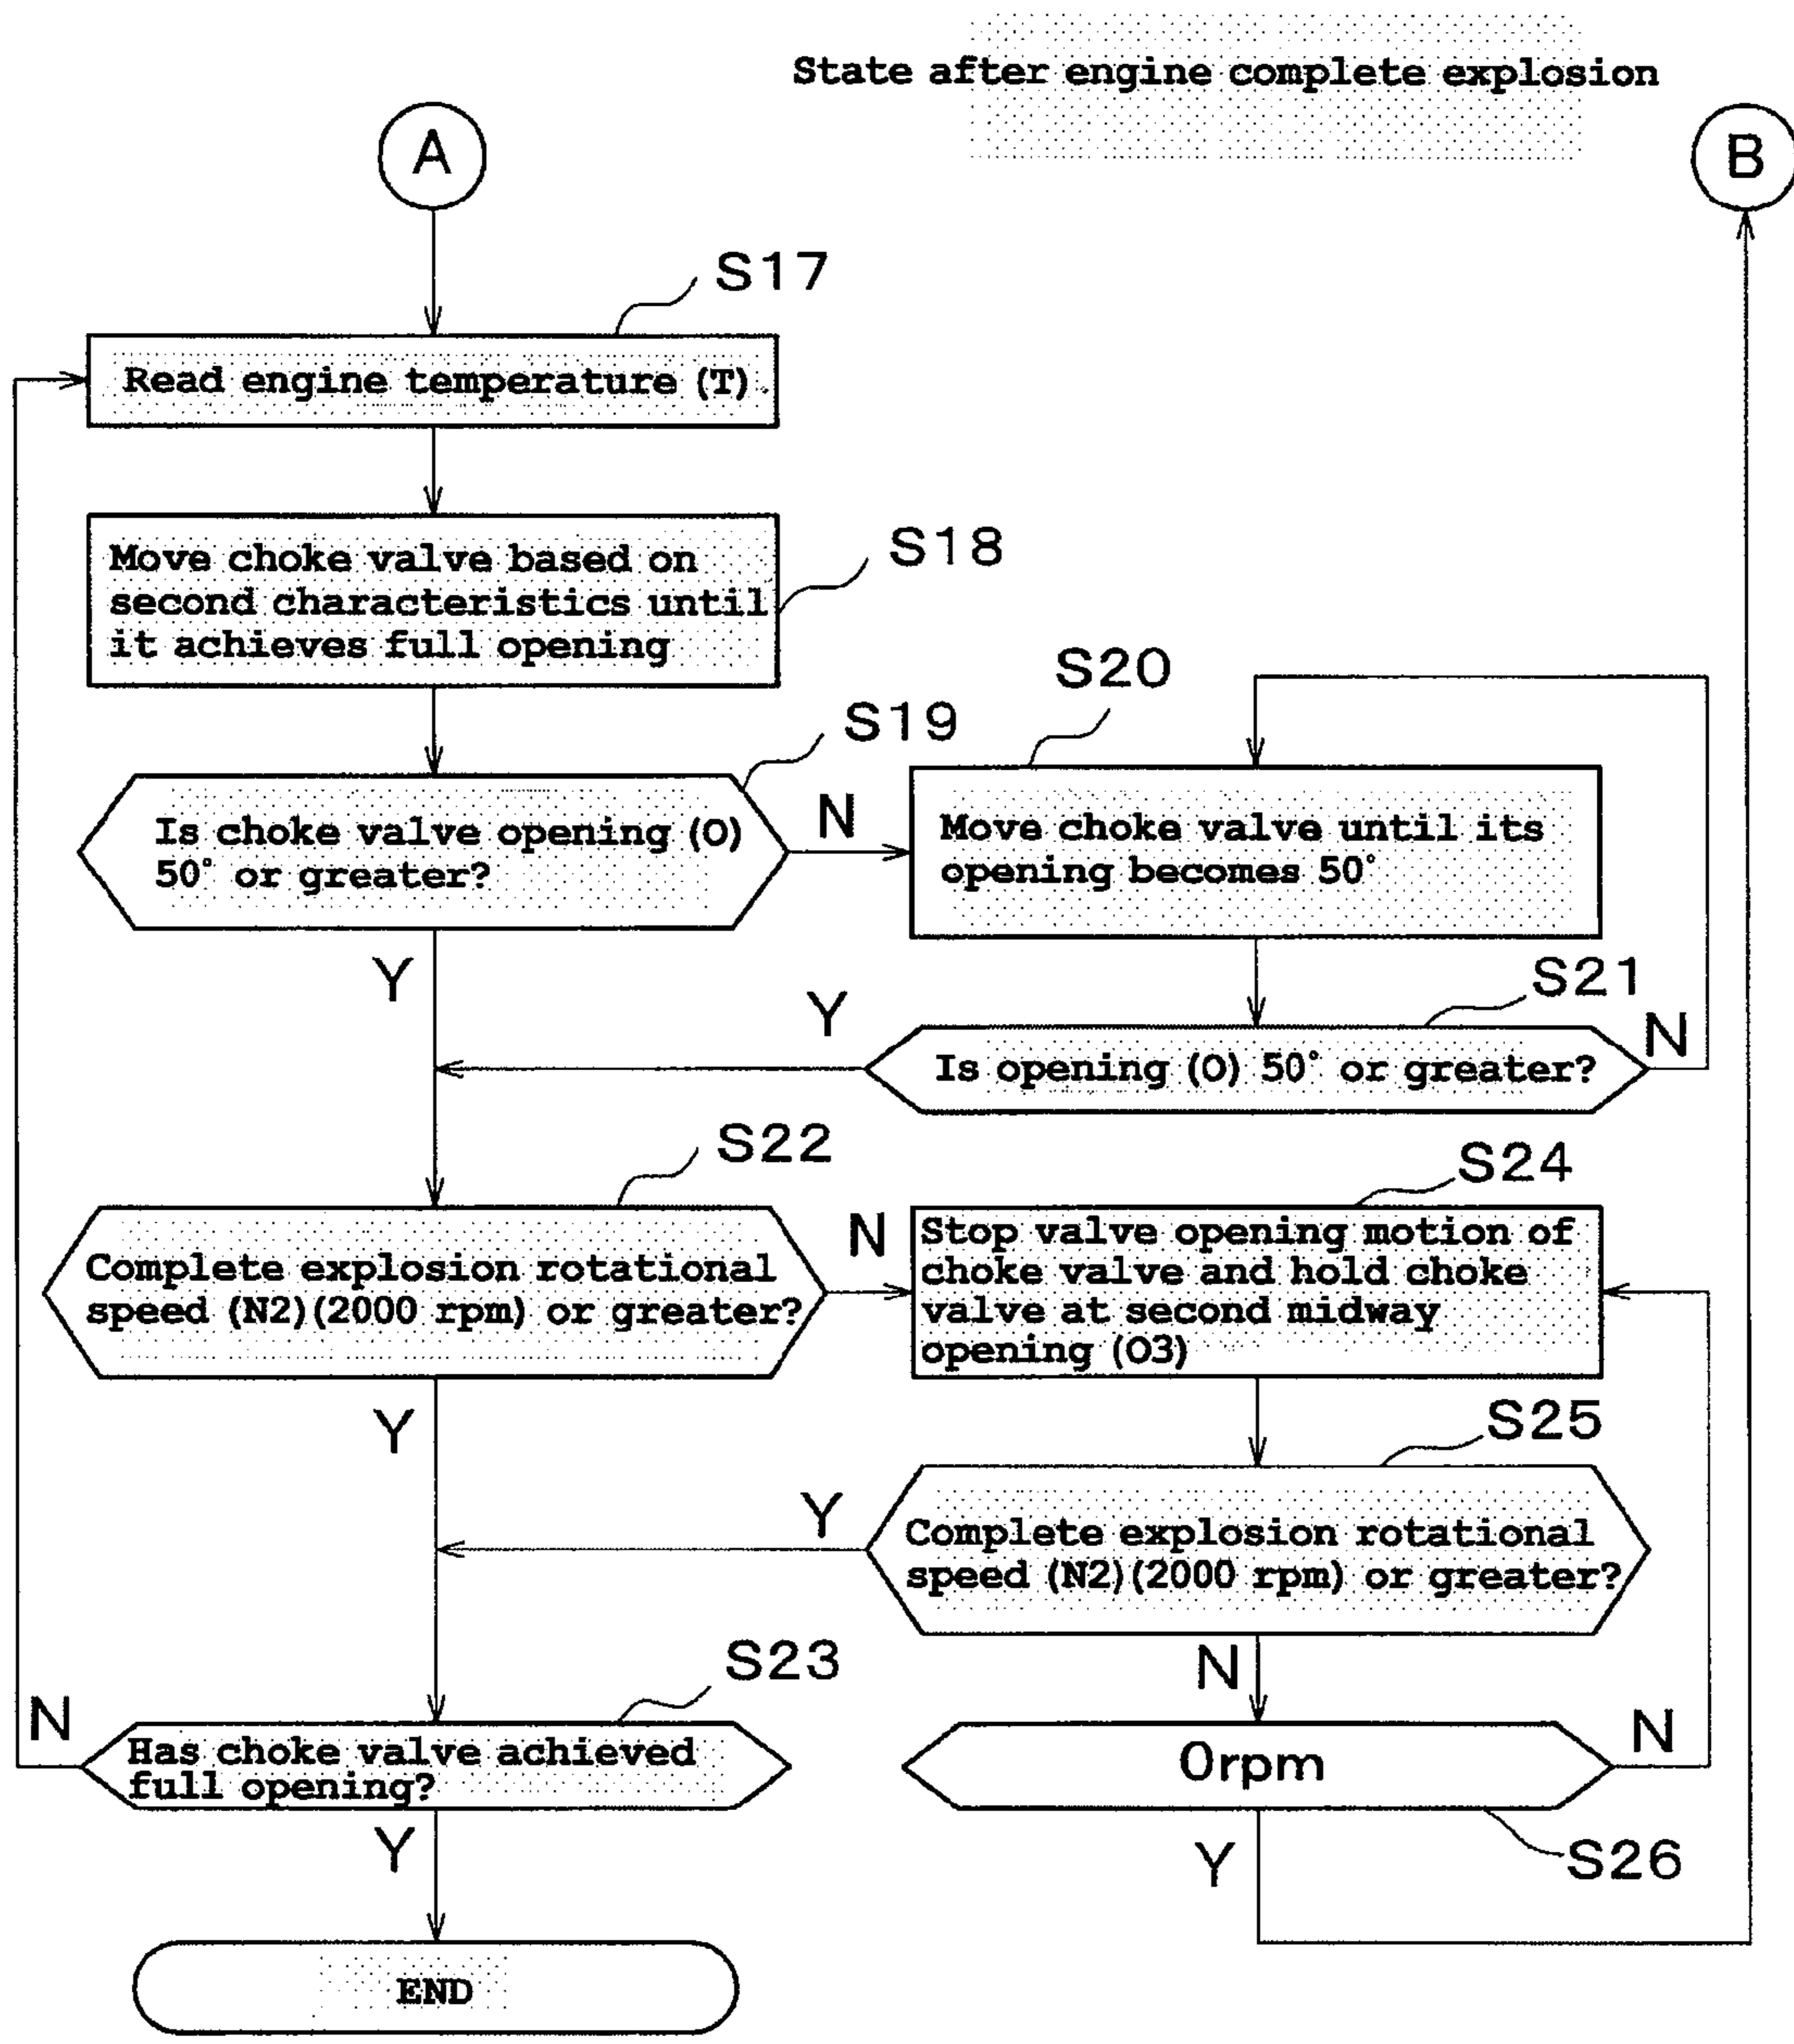 State after engine complete explosion
A
B
S17
Read engine temperature (T)
S18
Move choke valve based on
second characteristics until
it achieves full opening
S19
Is choke valve opening (O)
50° or greater?
N
S20
Move choke valve until its
opening becomes 50°
Y
S21
Is opening (O) 50° or greater?
Y
N
S22
Complete explosion rotational
speed (N2)(2000 rpm) or greater?
N
S24
Stop valve opening motion of
choke valve and hold choke
valve at second midway
opening (O3)
Y
S25
Complete explosion rotational
speed (N2)(2000 rpm) or greater?
Y
N
S23
Has choke valve achieved
full opening?
N
Y
0rpm
N
S26
Y
END